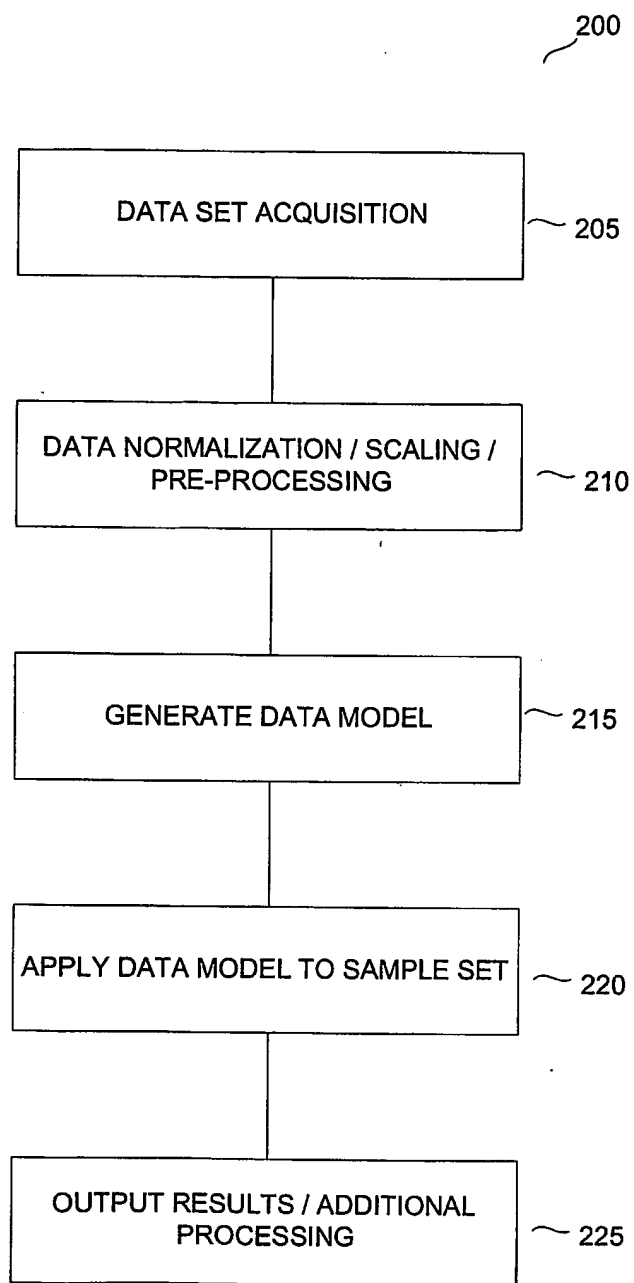 200
DATA SET ACQUISITION
205
DATA NORMALIZATION / SCALING /
PRE-PROCESSING
210
GENERATE DATA MODEL
215
APPLY DATA MODEL TO SAMPLE SET
220
OUTPUT RESULTS / ADDITIONAL
PROCESSING
225